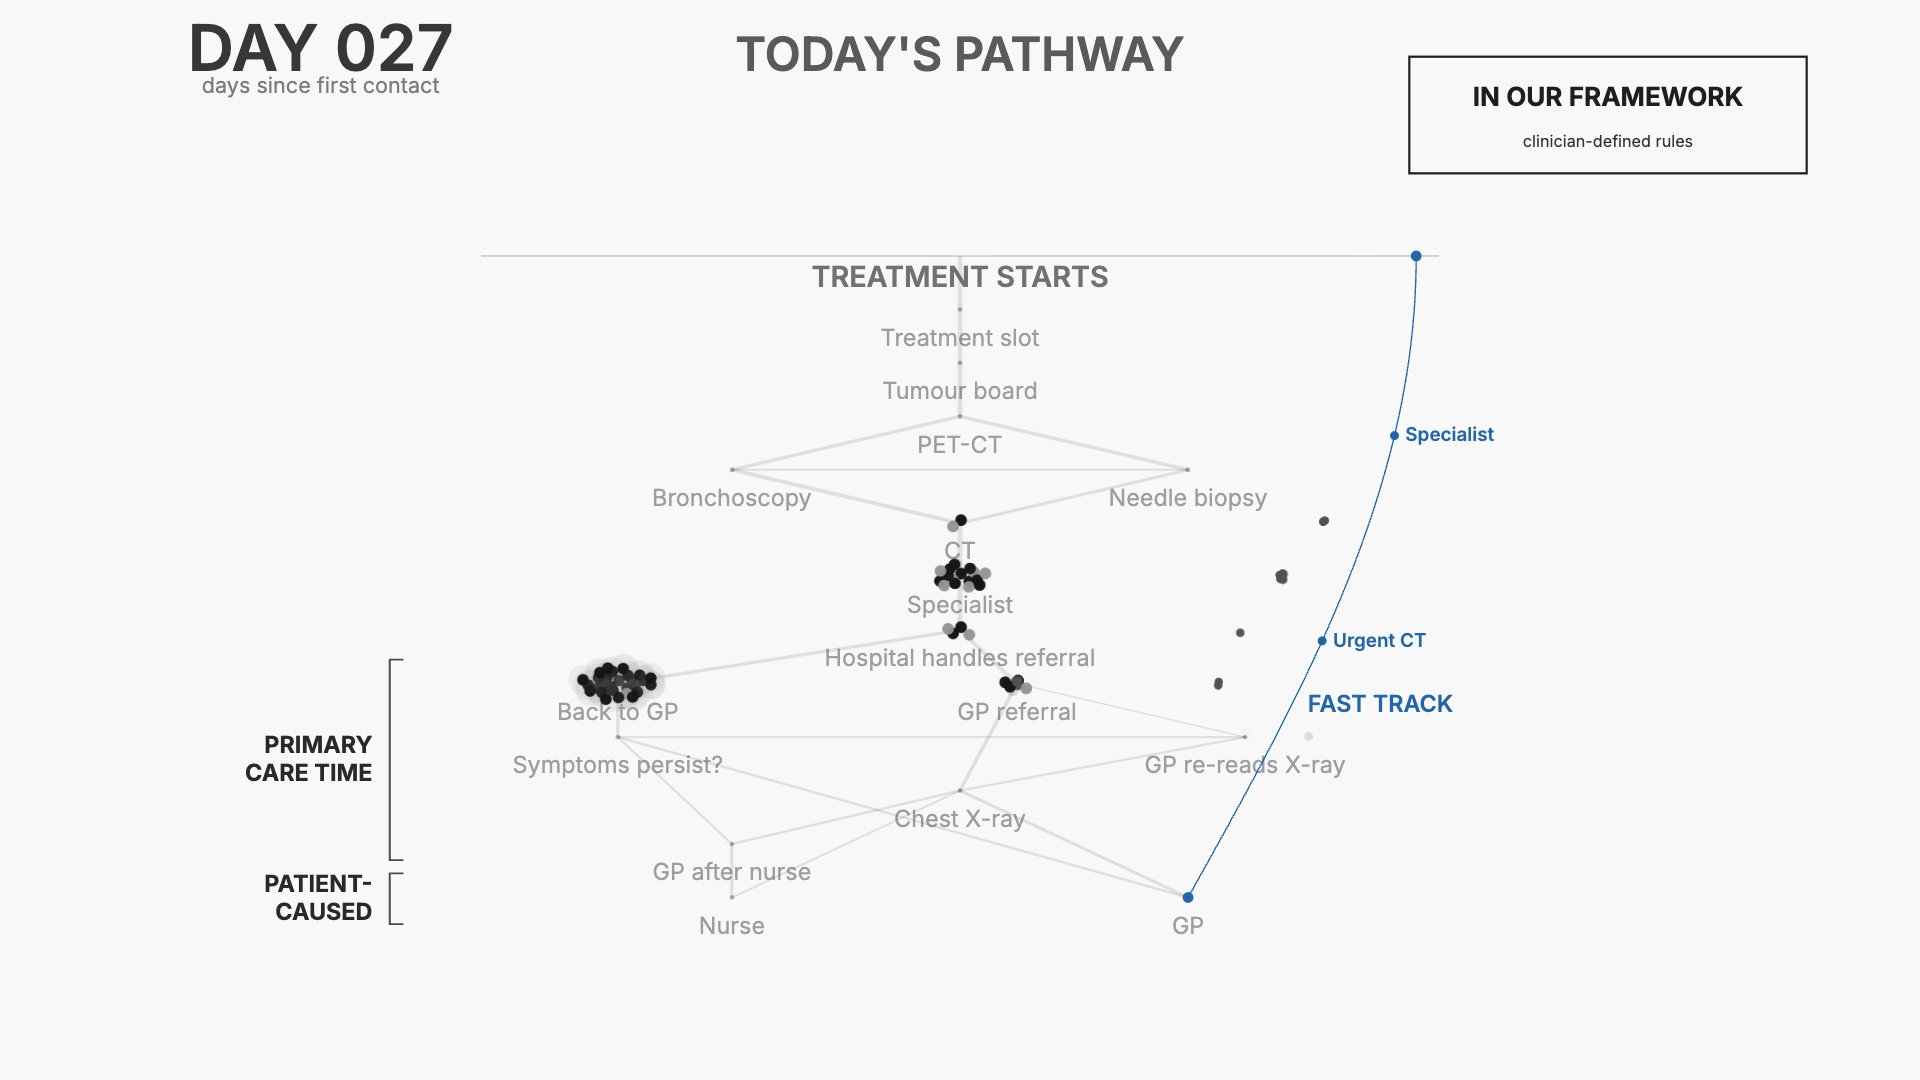 DAY 027
days since first contact
TODAY'S PATHWAY
IN OUR FRAMEWORK
clinician-defined rules
TREATMENT STARTS
Treatment slot
Tumour board
PET-CT
Specialist
Bronchoscopy
Needle biopsy
CT
Specialist
Urgent CT
Hospital handles referral
FAST TRACK
Back to GP
GP referral
PRIMARY
CARE TIME
Symptoms persist?
GP re-reads X-ray
Chest X-ray
GP after nurse
PATIENT-
CAUSED
Nurse
GP